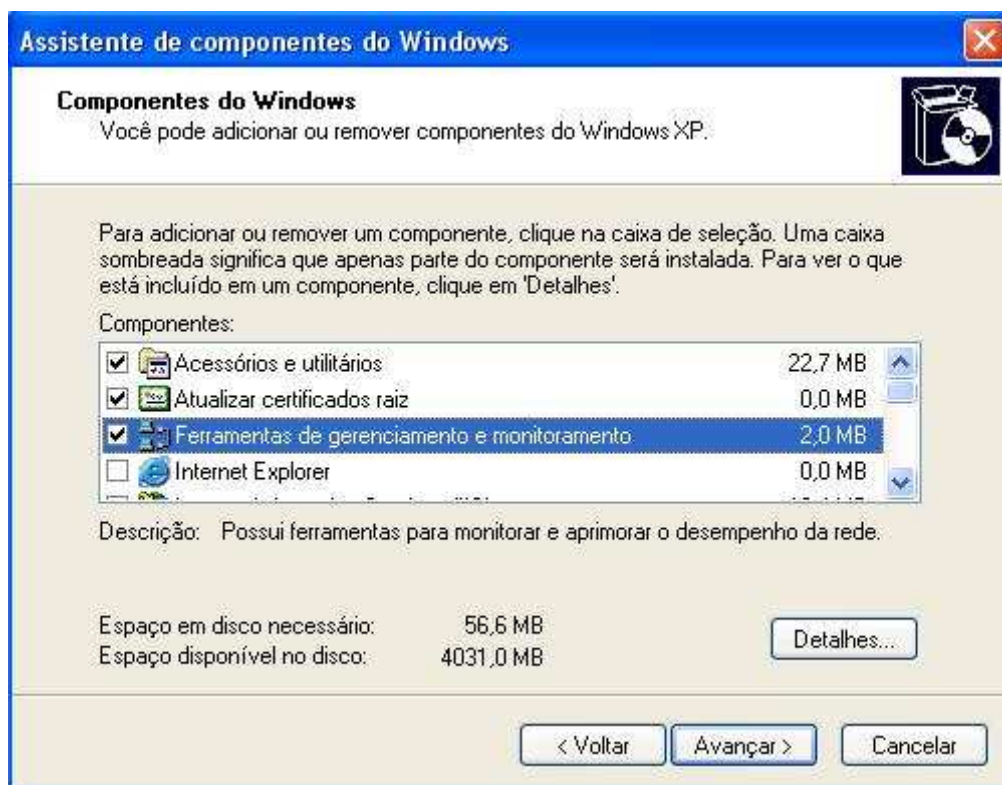 Assistente de componentes do Windows
Componentes do Windows
Você pode adicionar ou remover componentes do Windows XP.
Para adicionar ou remover um componente, clique na caixa de seleção. Uma caixa
sombreada significa que apenas parte do componente será instalada. Para ver o que
está incluído em um componente, clique em 'Detalhes'.
Componentes:
Acessórios e utilitários 22,7 MB
Atualizar certificados raiz 0,0 MB
Ferramentas de gerenciamento e monitoramento 2,0 MB
Internet Explorer 0,0 MB
Descrição: Possui ferramentas para monitorar e aprimorar o desempenho da rede.
Espaço em disco necessário: 56,6 MB
Espaço disponível no disco: 4031,0 MB
Detalhes...
< Voltar
Avançar >
Cancelar